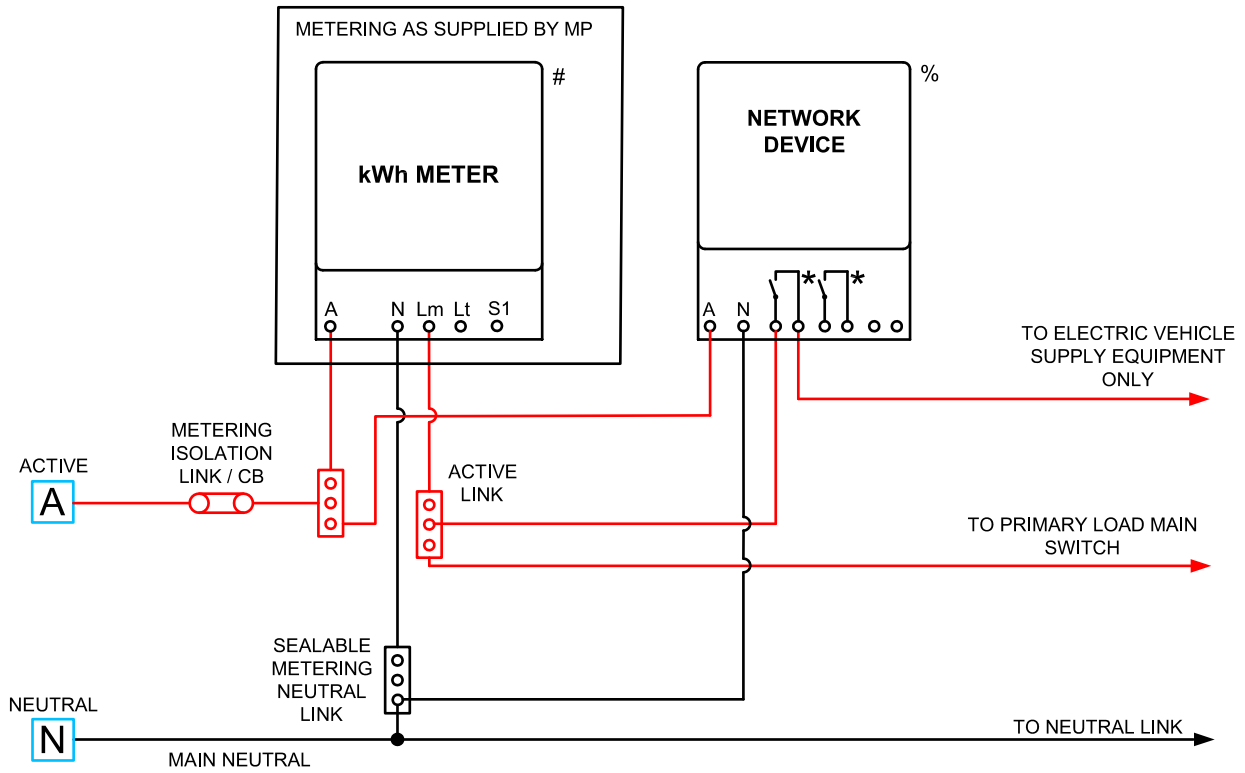 METERING AS SUPPLIED BY MP
#
%
kWh METER
NETWORK
DEVICE
* *
A N Lm Lt S1
A N
TO ELECTRIC VEHICLE
SUPPLY EQUIPMENT
ONLY
METERING
ISOLATION
LINK / CB
ACTIVE
A
ACTIVE
LINK
TO PRIMARY LOAD MAIN
SWITCH
SEALABLE
METERING
NEUTRAL
LINK
NEUTRAL
N
MAIN NEUTRAL
TO NEUTRAL LINK